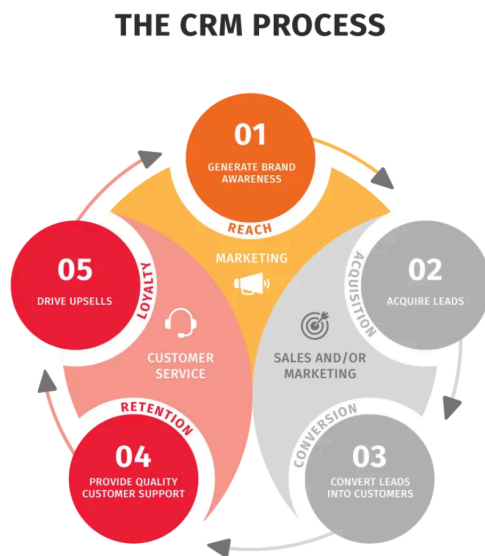 THE CRM PROCESS
01
GENERATE BRAND
AWARENESS
REACH
MARKETING
02
ACQUIRE LEADS
ACQUISITION
SALES AND/OR
MARKETING
03
CONVERT LEADS
INTO CUSTOMERS
CONVERSION
04
PROVIDE QUALITY
CUSTOMER SUPPORT
RETENTION
CUSTOMER
SERVICE
05
DRIVE UPSELLS
LOYALTY